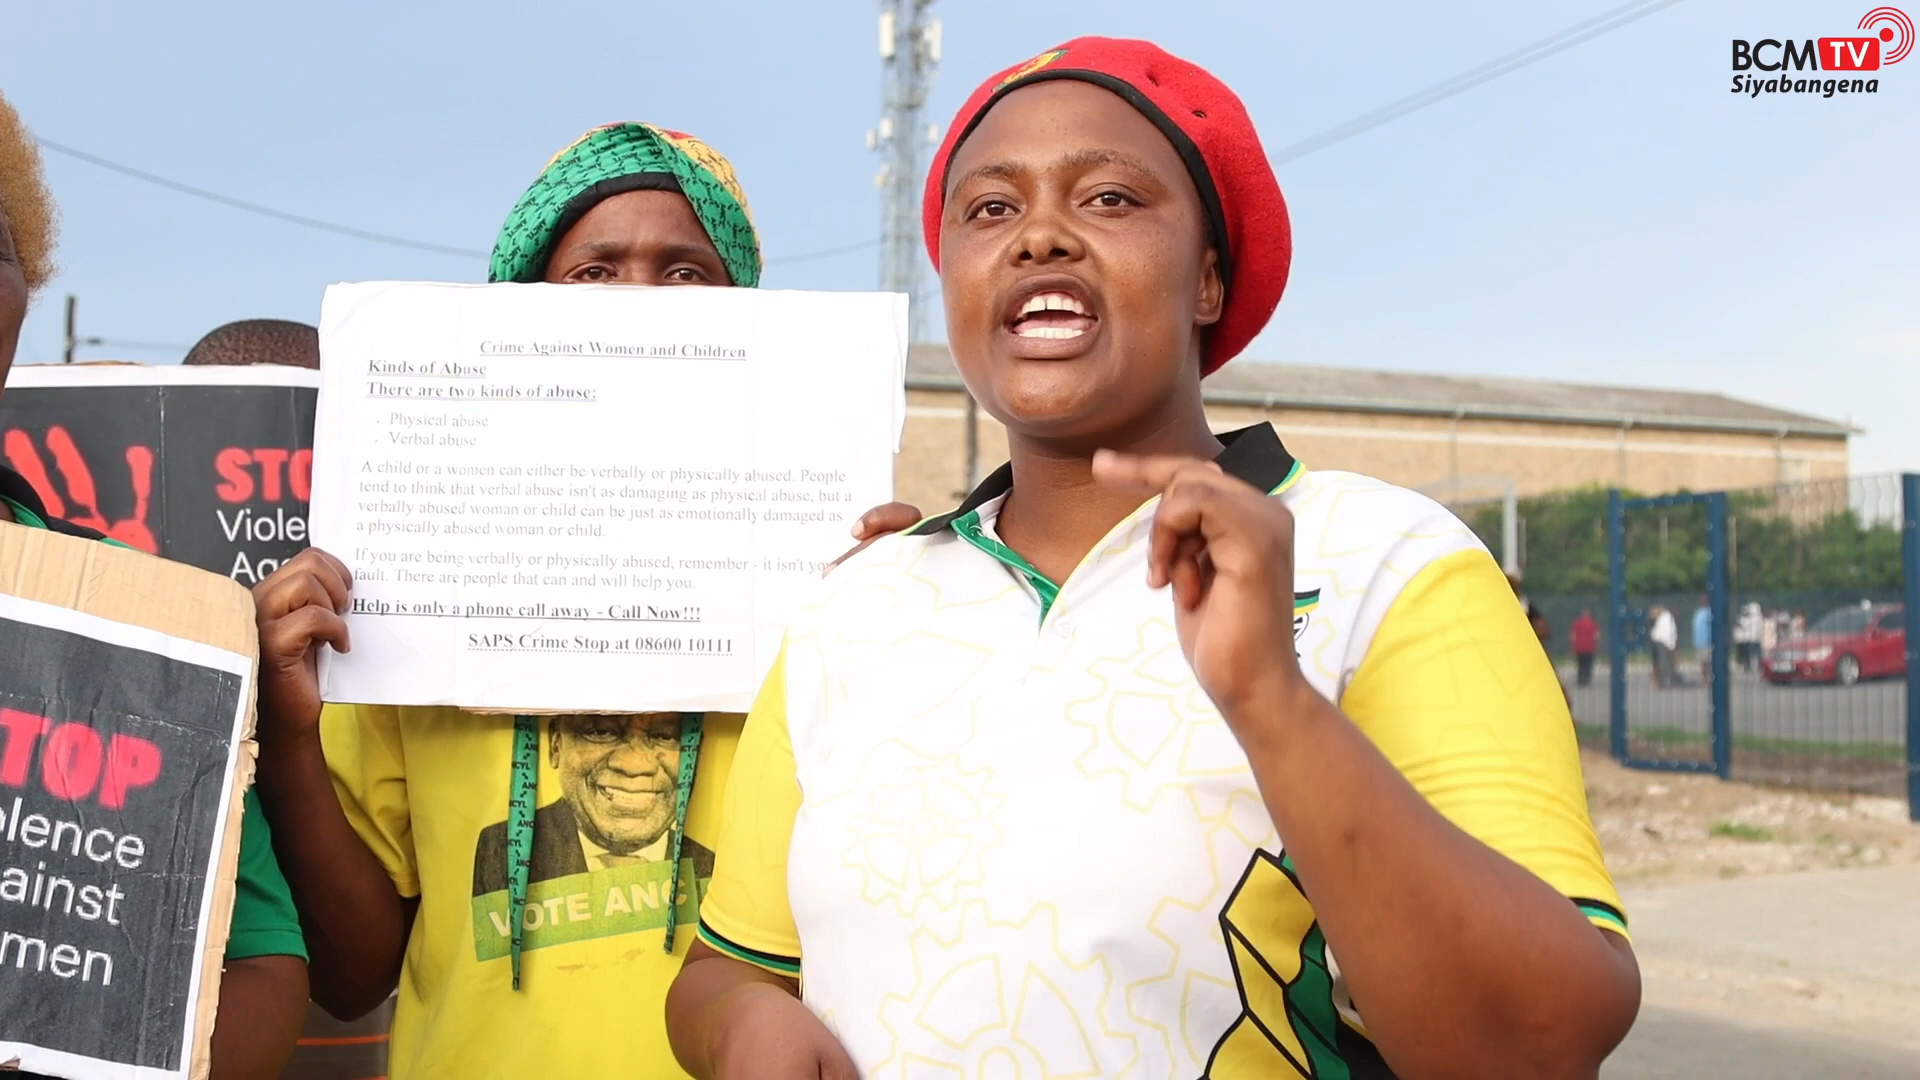 BCM TV
Siyabangena
Crime Against Women and Children
Kinds of Abuse
There are two kinds of abuse:
Physical abuse
Verbal abuse
A child or a women can either be verbally or physically abused. People
tend to think that verbal abuse isn't as damaging as physical abuse, but a
verbally abused woman or child can be just as emotionally damaged as
a physically abused woman or child.
If you are being verbally or physically abused, remember - it isn't you
fault. There are people that can and will help you.
Help is only a phone call away - Call Now!!!
SAPS Crime Stop at 08600 10111
STO
Viole
Ag
TOP
olence
ainst
men
VOTE ANC